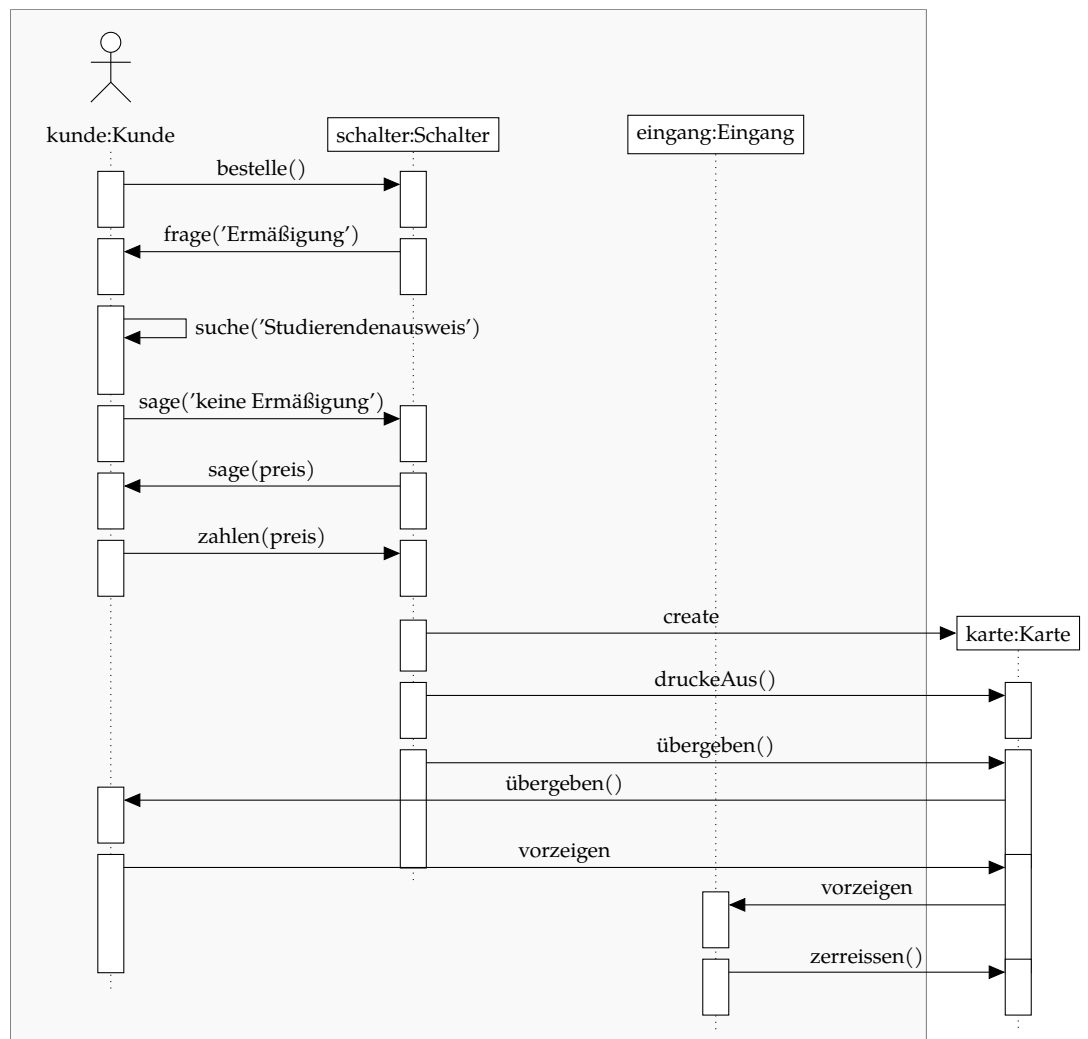 kunde:Kunde
schalter:Schalter
eingang:Eingang
bestelle()
frage('Ermäßigung')
suche('Studierendenausweis')
sage('keine Ermäßigung')
sage(preis)
zahlen(preis)
create
karte:Karte
druckeAus()
übergeben()
übergeben()
vorzeigen
vorzeigen
zerreissen()